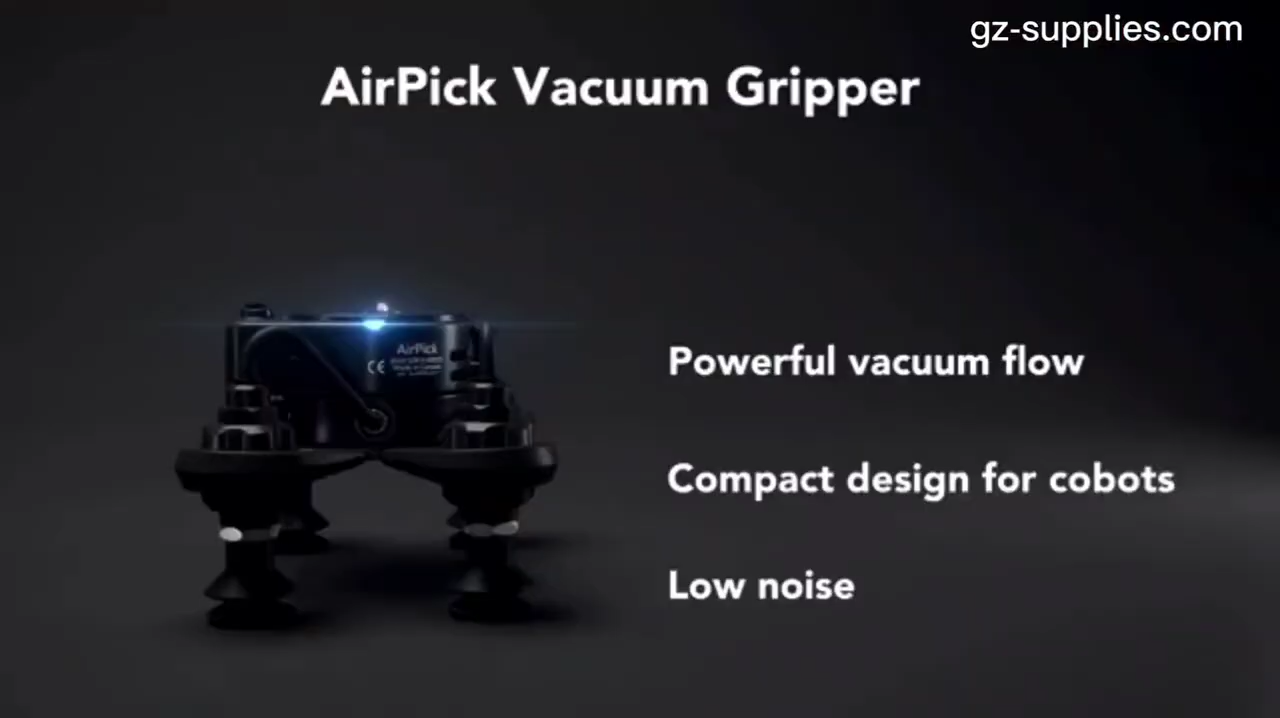 gz-supplies.com
AirPick Vacuum Gripper
AirPick
CE
Powerful vacuum flow
Compact design for cobots
Low noise